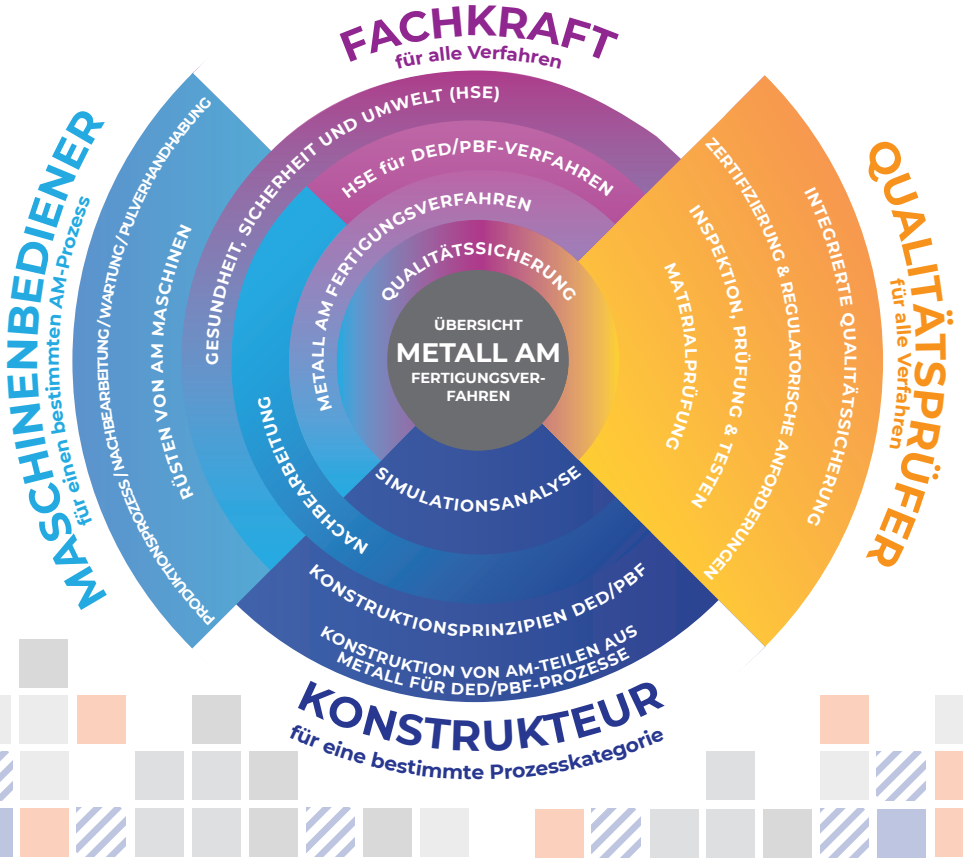 FACHKRAFT
für alle Verfahren
MASCHINENBEDIENER
für einen bestimmten AM-Prozess
PRODUKTIONSPROZESS/NACHBEARBEITUNG/WARTUNG/PULVERHANDHABUNG
RÜSTEN VON AM MASCHINEN
GESUNDHEIT, SICHERHEIT UND UMWELT (HSE)
HSE für DED/PBF-VERFAHREN
NACHBEARBEITUNG
METALL AM FERTIGUNGSVERFAHREN
QUALITÄTSSICHERUNG
ÜBERSICHT
METALL AM
FERTIGUNGSVER-
FAHREN
SIMULATIONSANALYSE
KONSTRUKTIONSPRINZIPIEN DED/PBF
KONSTRUKTION VON AM-TEILEN AUS
METALL FÜR DED/PBF-PROZESSE
KONSTRUKTEUR
für eine bestimmte Prozesskategorie
MATERIALPRÜFUNG
INSPEKTION, PRÜFUNG & TESTEN
ZERTIFIZIERUNG & REGULATORISCHE ANFORDERUNGEN
INTEGRIERTE QUALITÄTSSICHERUNG
QUALITÄTSPRÜFER
für alle Verfahren